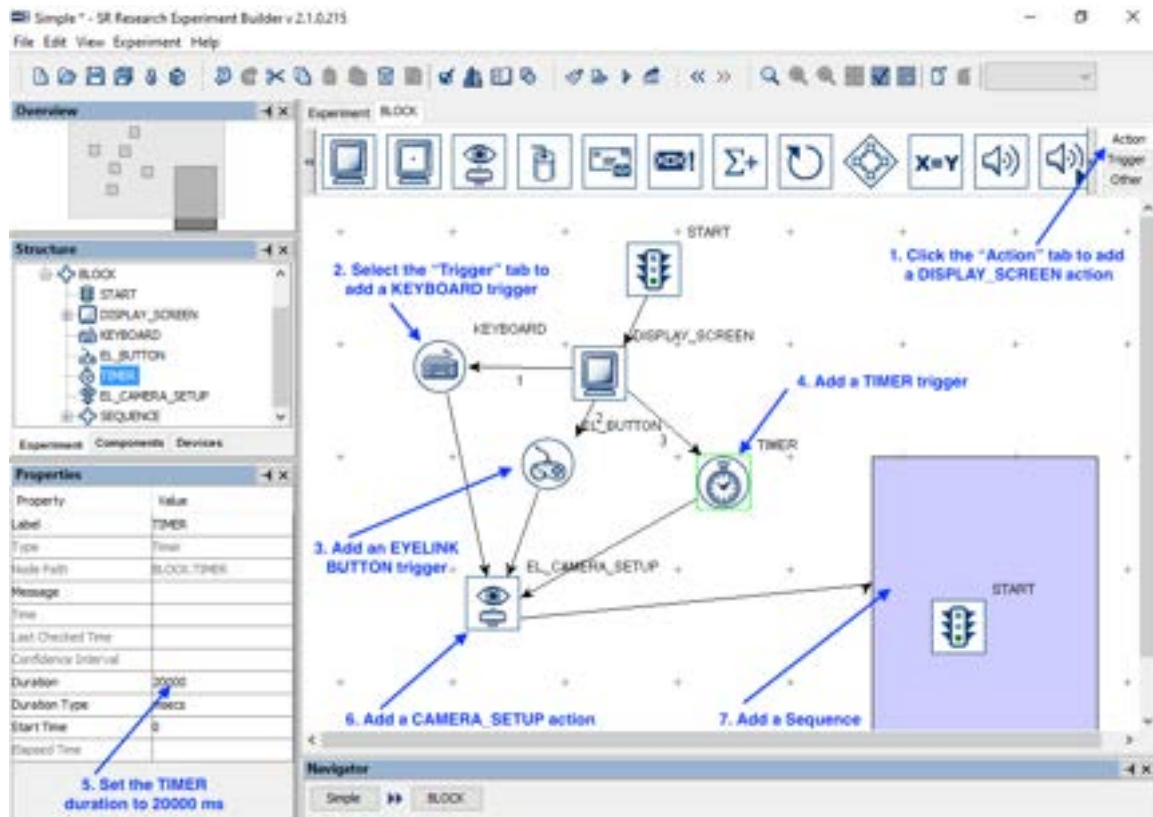 Simple * - SR Research Experiment Builder v 2.1.0.215
File Edit View Experiment Help
Overview
Experiment BLOCK
Action
Trigger
Other
X=Y
Structure
BLOCK
START
DISPLAY_SCREEN
KEYBOARD
EL_BUTTON
TIMER
EL_CAMERA_SETUP
SEQUENCE
Experiment Components Devices
Properties
Property Value
Label TIMER
Type Timer
Node Path BLOCK.TIMER
Message
Time
Last Checked Time
Confidence Interval
Duration 20000
Duration Type msecs
Start Time 0
Elapsed Time
5. Set the TIMER
duration to 20000 ms
START
1. Click the "Action" tab to add
a DISPLAY_SCREEN action
2. Select the "Trigger" tab to
add a KEYBOARD trigger
KEYBOARD
DISPLAY_SCREEN
1
4. Add a TIMER trigger
2
EL_BUTTON
3
TIMER
3. Add an EYELINK
BUTTON trigger
EL_CAMERA_SETUP
START
6. Add a CAMERA_SETUP action
7. Add a Sequence
Navigator
Simple BLOCK